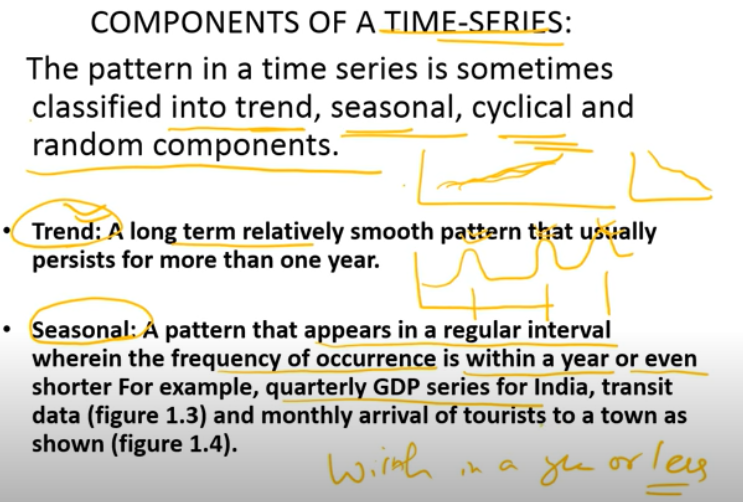 COMPONENTS OF A TIME-SERIES:
The pattern in a time series is sometimes
classified into trend, seasonal, cyclical and
random components.
• Trend: A long term relatively smooth pattern that usually
persists for more than one year.
• Seasonal: A pattern that appears in a regular interval
wherein the frequency of occurrence is within a year or even
shorter For example, quarterly GDP series for India, transit
data (figure 1.3) and monthly arrival of tourists to a town as
shown (figure 1.4).
in a or less